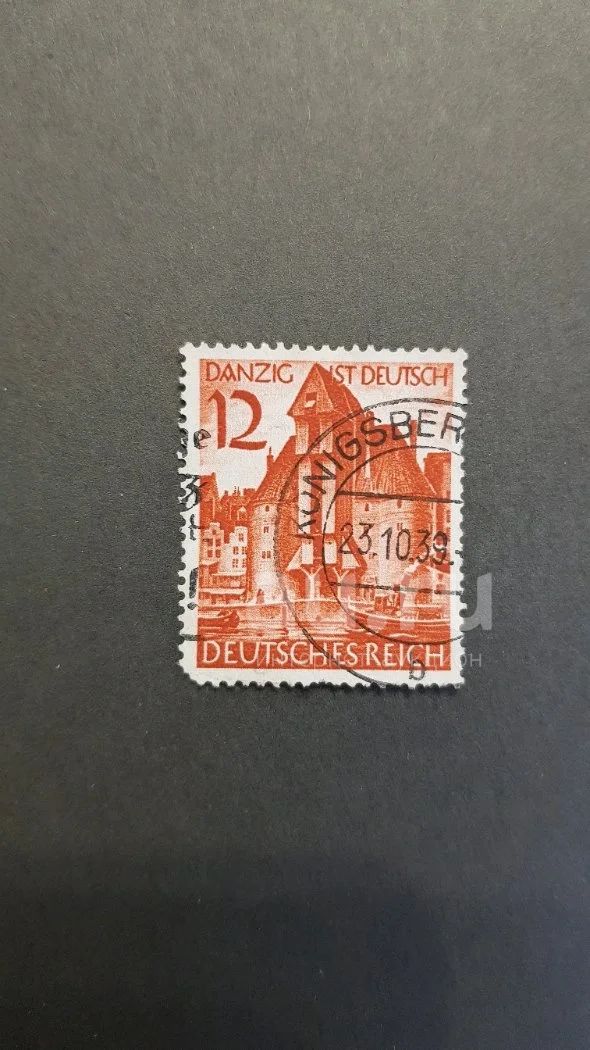 DANZIG IST DEUTSCH
12
KÖNIGSBER
23.10.39.
DEUTSCHES REICH
b